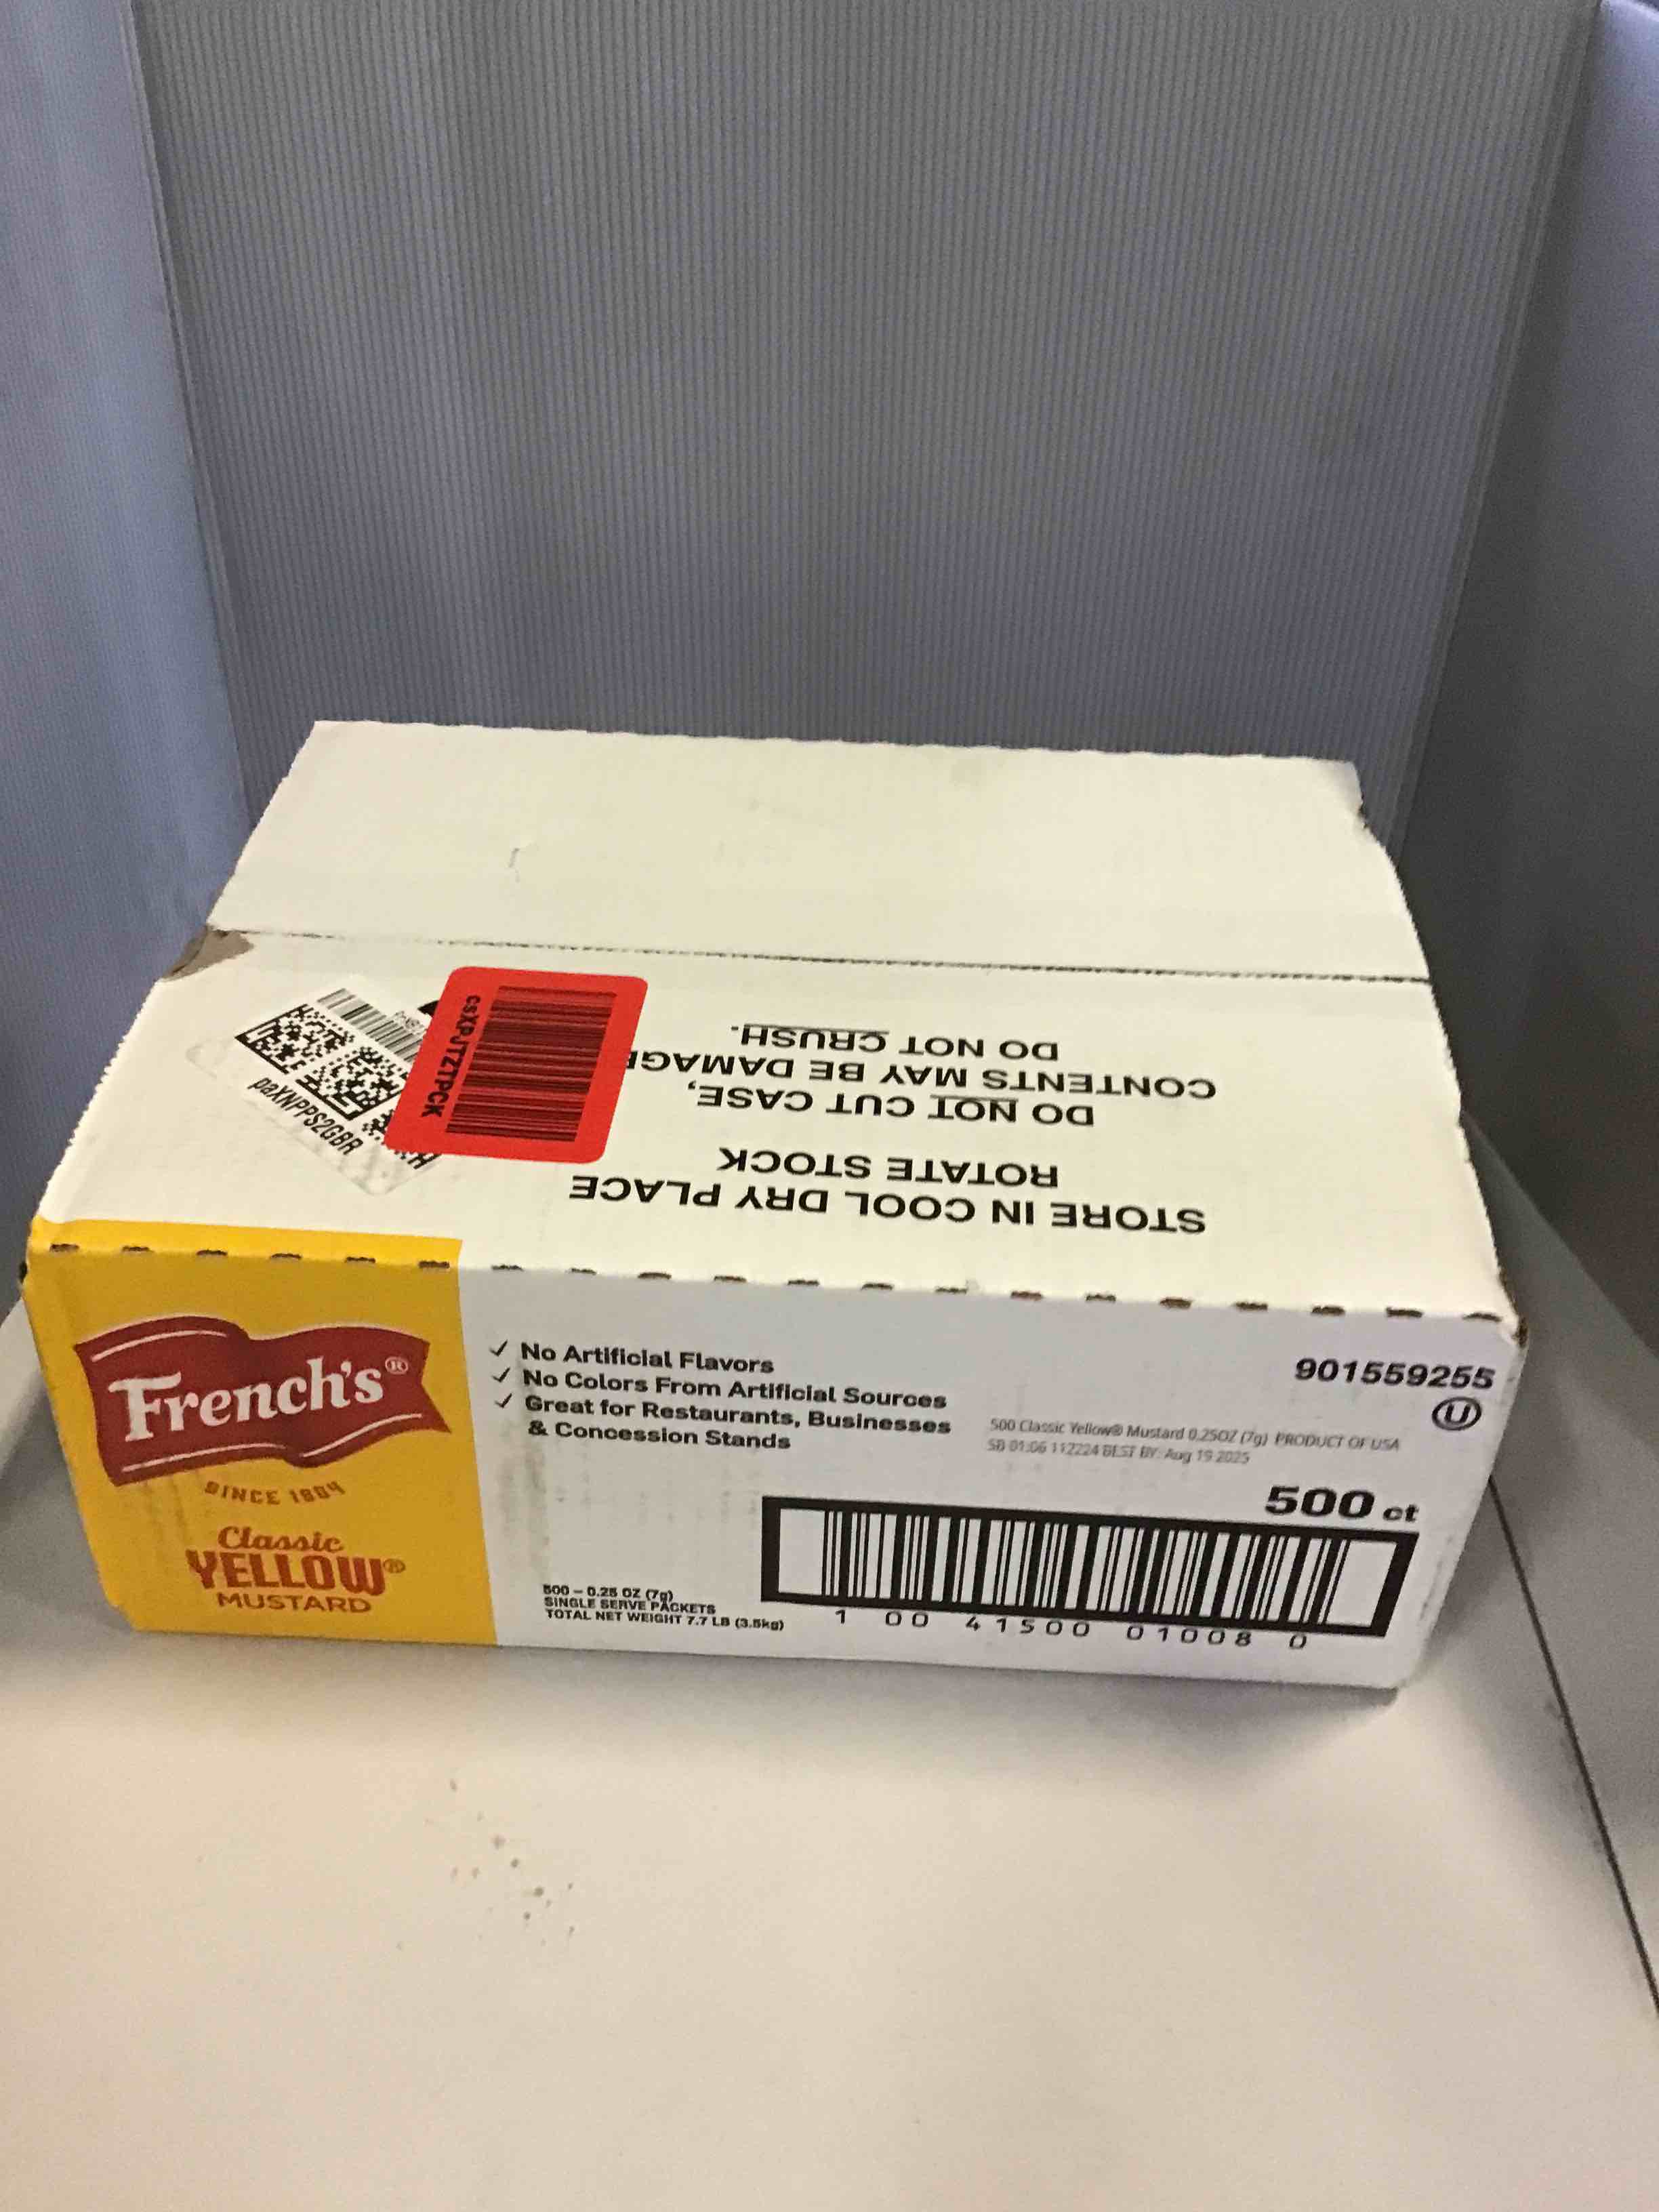 DO NOT CRUSH.
CONTENTS MAY BE
DO NOT CUT CASE,
ROTATE STOCK
STORE IN COOL DRY PLACE
csXPJTZTPCK
paXNPPS2GBR
French's®
SINCE 1904
Classic
YELLOW®
MUSTARD
✓ No Artificial Flavors
✓ No Colors From Artificial Sources
✓ Great for Restaurants, Businesses
& Concession Stands
500 – 0.25 OZ (7g)
SINGLE SERVE PACKETS
TOTAL NET WEIGHT 7.7 LB (3.5kg)
901559255
U
500 Classic Yellow® Mustard 0.25OZ (7g) PRODUCT OF USA
01:06 112224 BEST BY: Aug 19 2025
500 ct
1 00 41500 01008 0